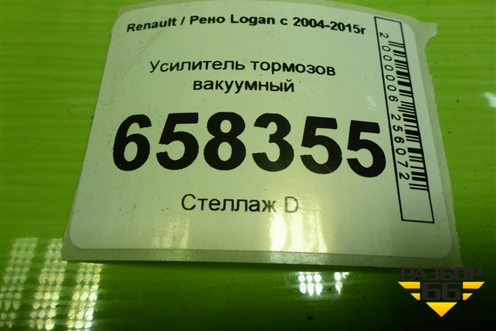 Renault / Рено Logan с 2004-2015г
Усилитель тормозов
вакуумный
658355
Стеллаж D
2000006256072
РАЗБОР
66